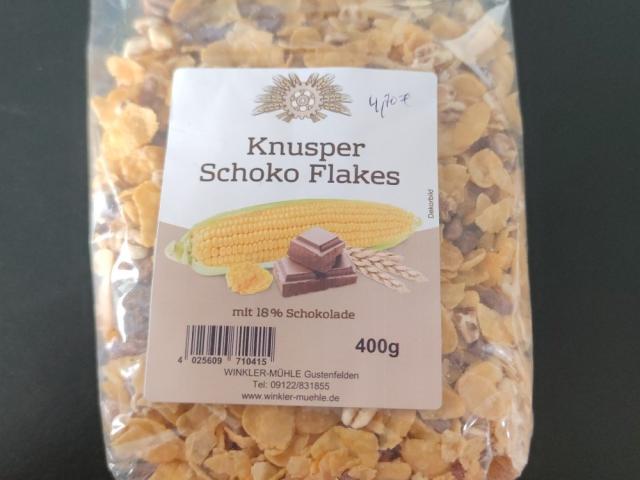 4,70 €
Knusper
Schoko Flakes
Dekorbild
mit 18 % Schokolade
4 025609 710415
400g
WINKLER-MÜHLE Gustenfelden
Tel: 09122/831855
www.winkler-muehle.de